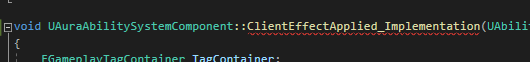 void UAuraAbilitySystemComponent::ClientEffectApplied_Implementation(UAbili
{
FGameplayTagContainer TagContainer;